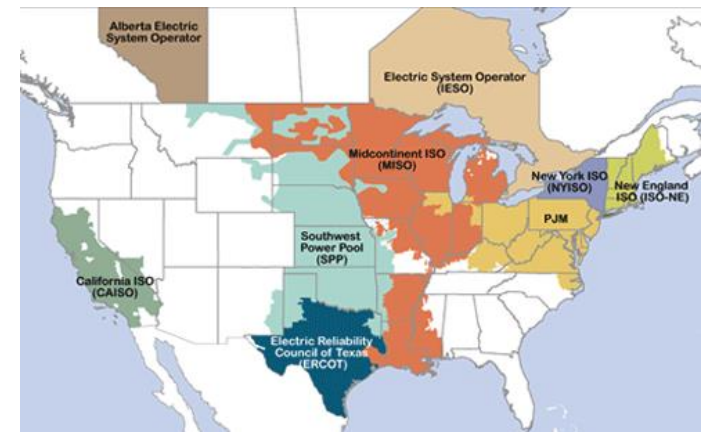 Alberta Electric
System Operator
Electric System Operator
(IESO)
Midcontinent ISO
(MISO)
New York ISO
(NYISO)
New England
ISO (ISO-NE)
PJM
Southwest
Power Pool
(SPP)
California ISO
(CAISO)
Electric Reliability
Council of Texas
(ERCOT)